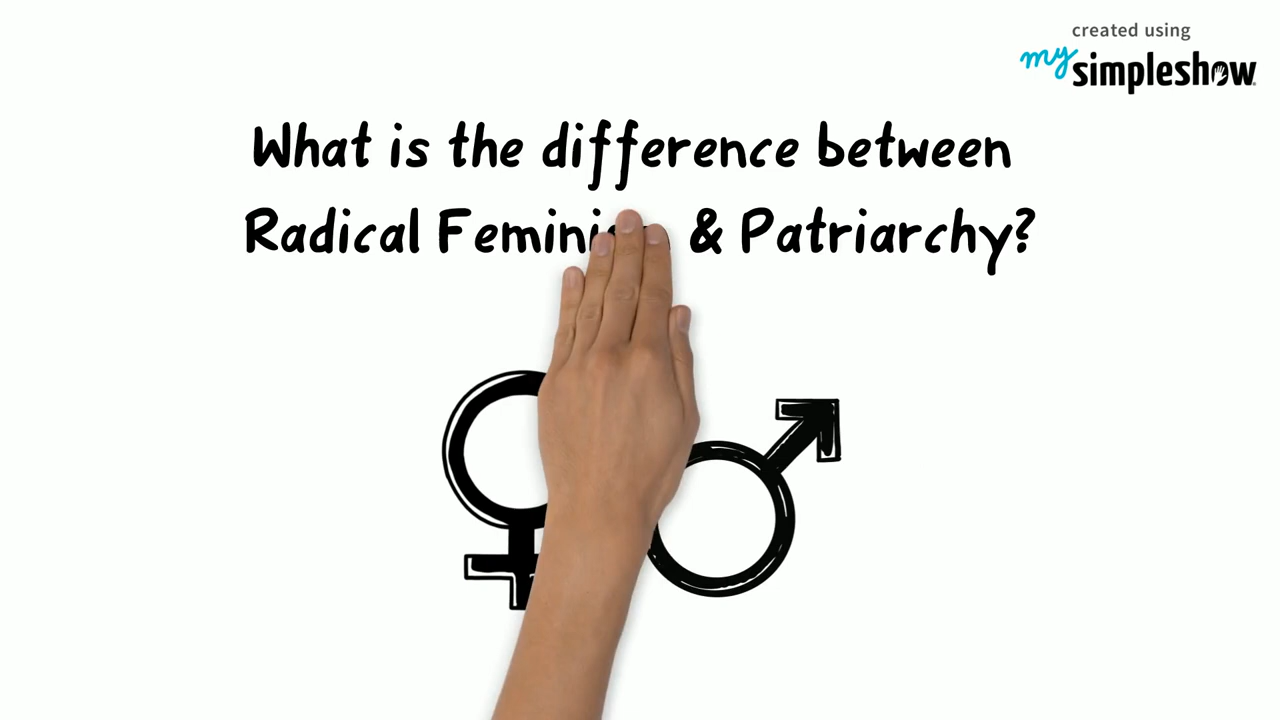 created using
my simpleshow
What is the difference between
Radical & Patriarchy?